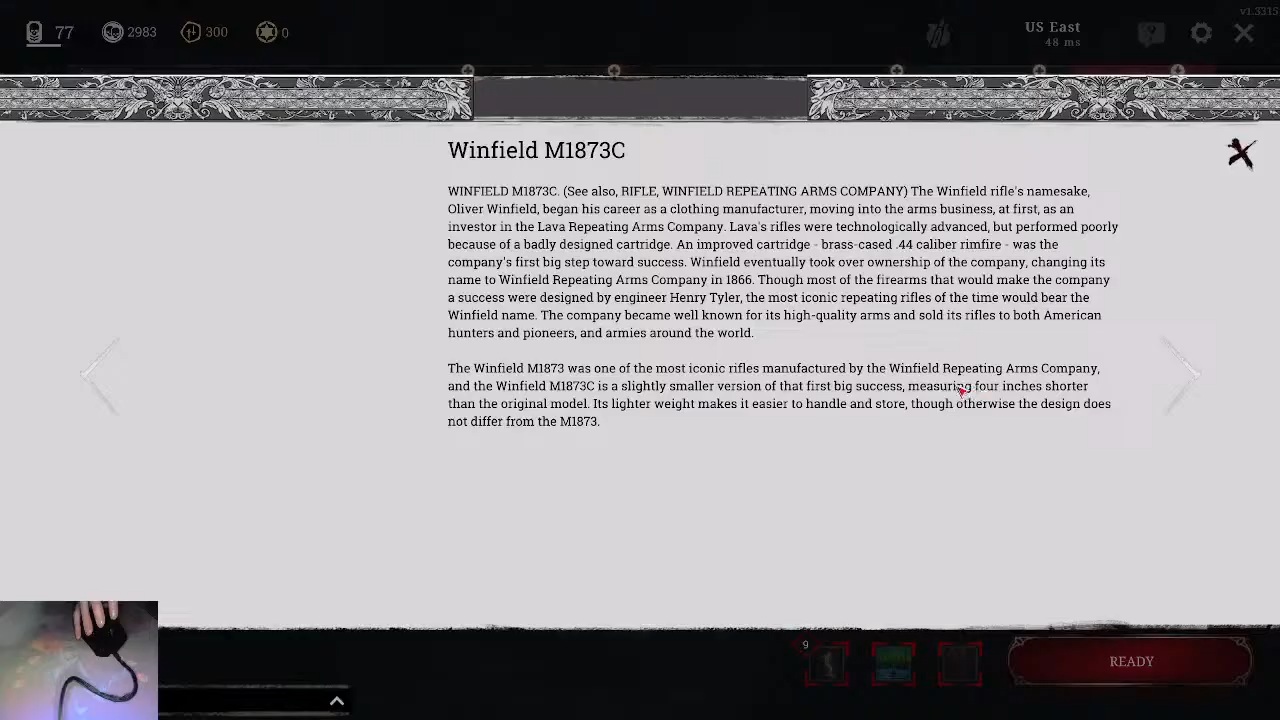 v1.3315
77 2983 300 0 US East
48 ms
Winfield M1873C
WINFIELD M1873C. (See also, RIFLE, WINFIELD REPEATING ARMS COMPANY) The Winfield rifle's namesake,
Oliver Winfield, began his career as a clothing manufacturer, moving into the arms business, at first, as an
investor in the Lava Repeating Arms Company. Lava's rifles were technologically advanced, but performed poorly
because of a badly designed cartridge. An improved cartridge - brass-cased .44 caliber rimfire - was the
company's first big step toward success. Winfield eventually took over ownership of the company, changing its
name to Winfield Repeating Arms Company in 1866. Though most of the firearms that would make the company
a success were designed by engineer Henry Tyler, the most iconic repeating rifles of the time would bear the
Winfield name. The company became well known for its high-quality arms and sold its rifles to both American
hunters and pioneers, and armies around the world.
The Winfield M1873 was one of the most iconic rifles manufactured by the Winfield Repeating Arms Company,
and the Winfield M1873C is a slightly smaller version of that first big success, measuring four inches shorter
than the original model. Its lighter weight makes it easier to handle and store, though otherwise the design does
not differ from the M1873.
9
READY